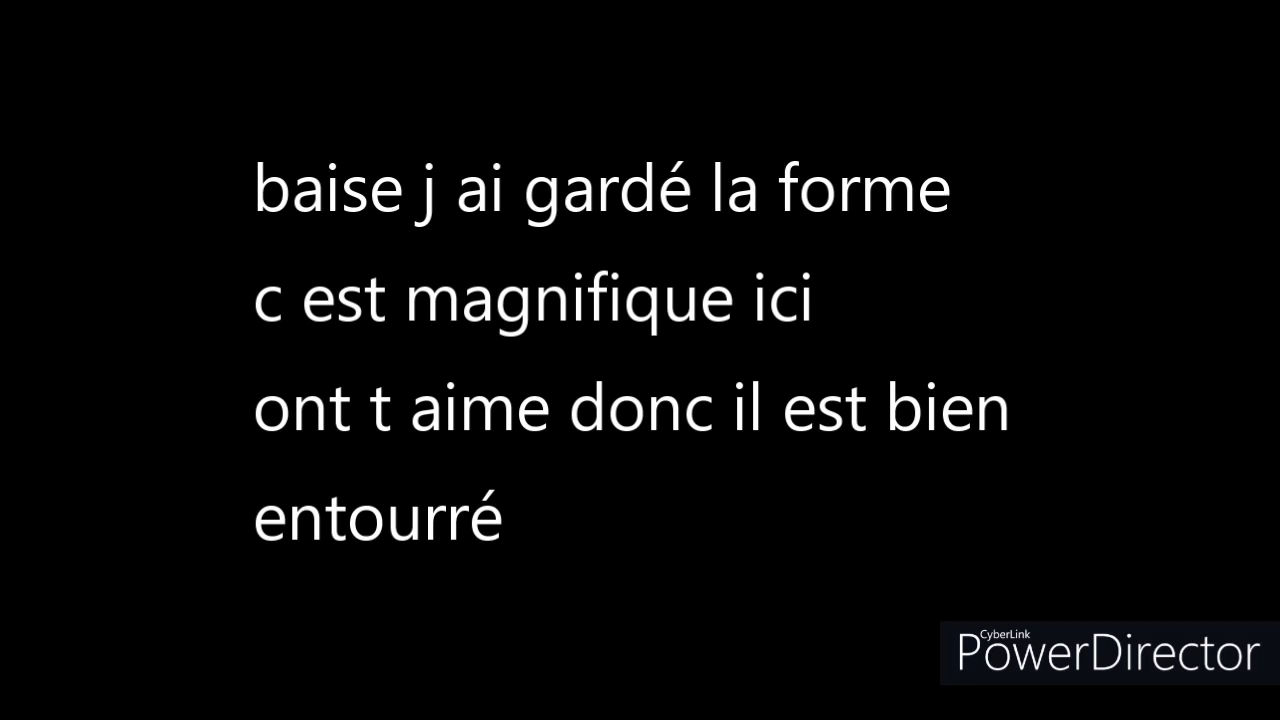 baise j ai gardé la forme
c est magnifique ici
ont t aime donc il est bien
entourré
CyberLink
PowerDirector